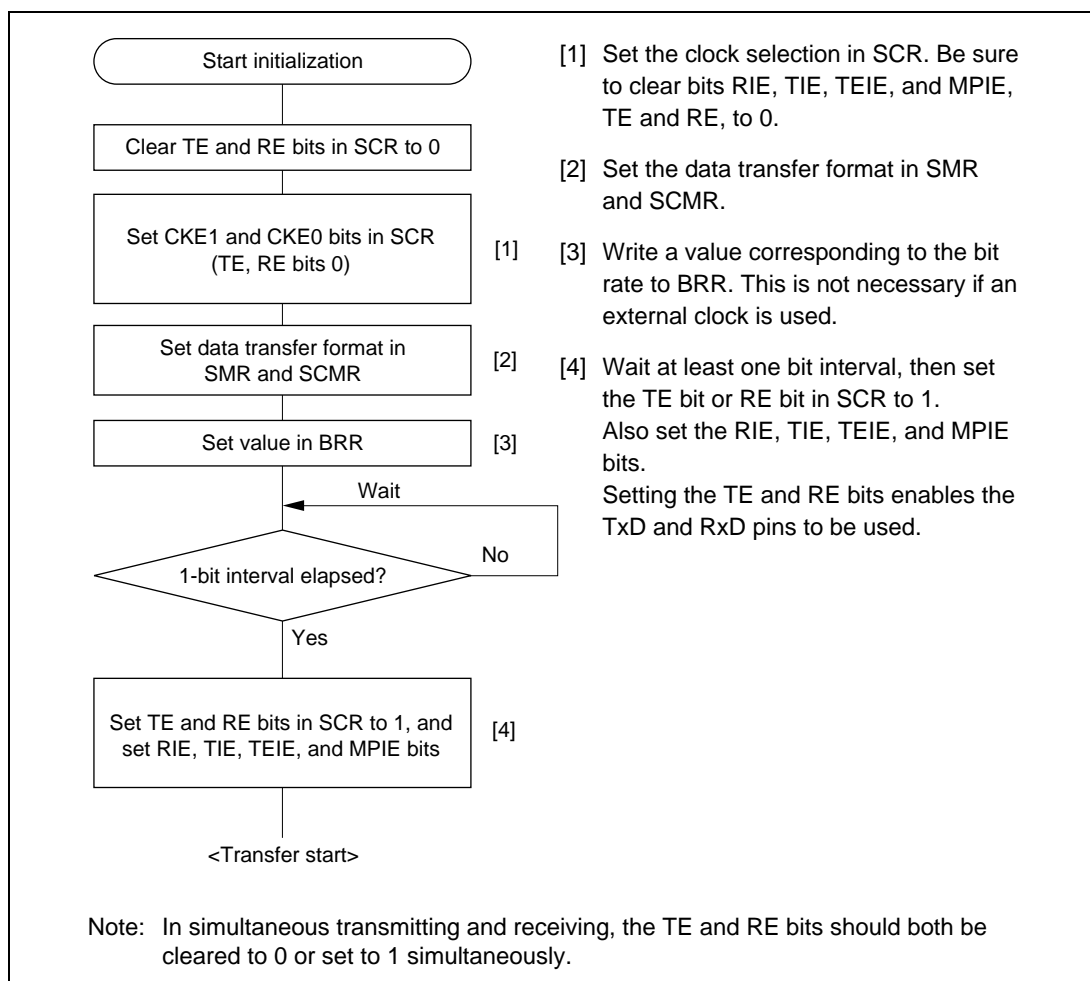 Start initialization
Clear TE and RE bits in SCR to 0
Set CKE1 and CKE0 bits in SCR
(TE, RE bits 0)
[1]
Set data transfer format in
SMR and SCMR
[2]
Set value in BRR
[3]
Wait
No
1-bit interval elapsed?
Yes
Set TE and RE bits in SCR to 1, and
set RIE, TIE, TEIE, and MPIE bits
[4]
<Transfer start>
[1] Set the clock selection in SCR. Be sure
to clear bits RIE, TIE, TEIE, and MPIE,
TE and RE, to 0.
[2] Set the data transfer format in SMR
and SCMR.
[3] Write a value corresponding to the bit
rate to BRR. This is not necessary if an
external clock is used.
[4] Wait at least one bit interval, then set
the TE bit or RE bit in SCR to 1.
Also set the RIE, TIE, TEIE, and MPIE
bits.
Setting the TE and RE bits enables the
TxD and RxD pins to be used.
Note: In simultaneous transmitting and receiving, the TE and RE bits should both be
cleared to 0 or set to 1 simultaneously.